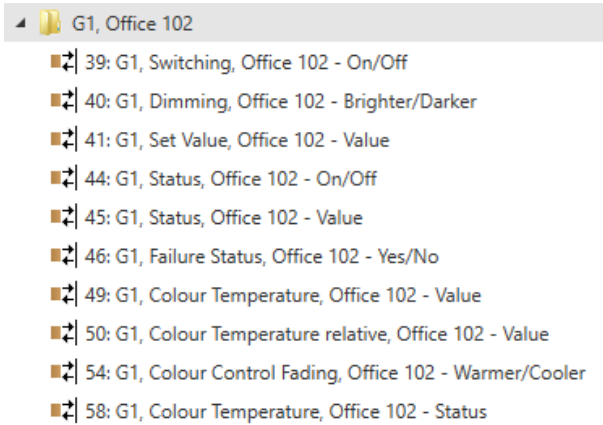 G1, Office 102
39: G1, Switching, Office 102 - On/Off
40: G1, Dimming, Office 102 - Brighter/Darker
41: G1, Set Value, Office 102 - Value
44: G1, Status, Office 102 - On/Off
45: G1, Status, Office 102 - Value
46: G1, Failure Status, Office 102 - Yes/No
49: G1, Colour Temperature, Office 102 - Value
50: G1, Colour Temperature relative, Office 102 - Value
54: G1, Colour Control Fading, Office 102 - Warmer/Cooler
58: G1, Colour Temperature, Office 102 - Status